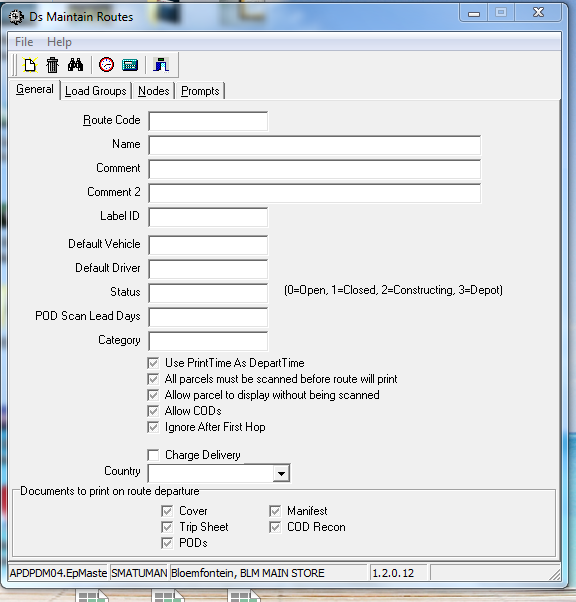 Ds Maintain Routes
File Help
General Load Groups Nodes Prompts
Route Code
Name
Comment
Comment 2
Label ID
Default Vehicle
Default Driver
Status (0=Open, 1=Closed, 2=Constructing, 3=Depot)
POD Scan Lead Days
Category
Use PrintTime As DepartTime
All parcels must be scanned before route will print
Allow parcel to display without being scanned
Allow CODs
Ignore After First Hop
Charge Delivery
Country
Documents to print on route departure
Cover Manifest
Trip Sheet COD Recon
PODs
APDPDM04.EpMaste SMATUMAN Bloemfontein, BLM MAIN STORE 1.2.0.12